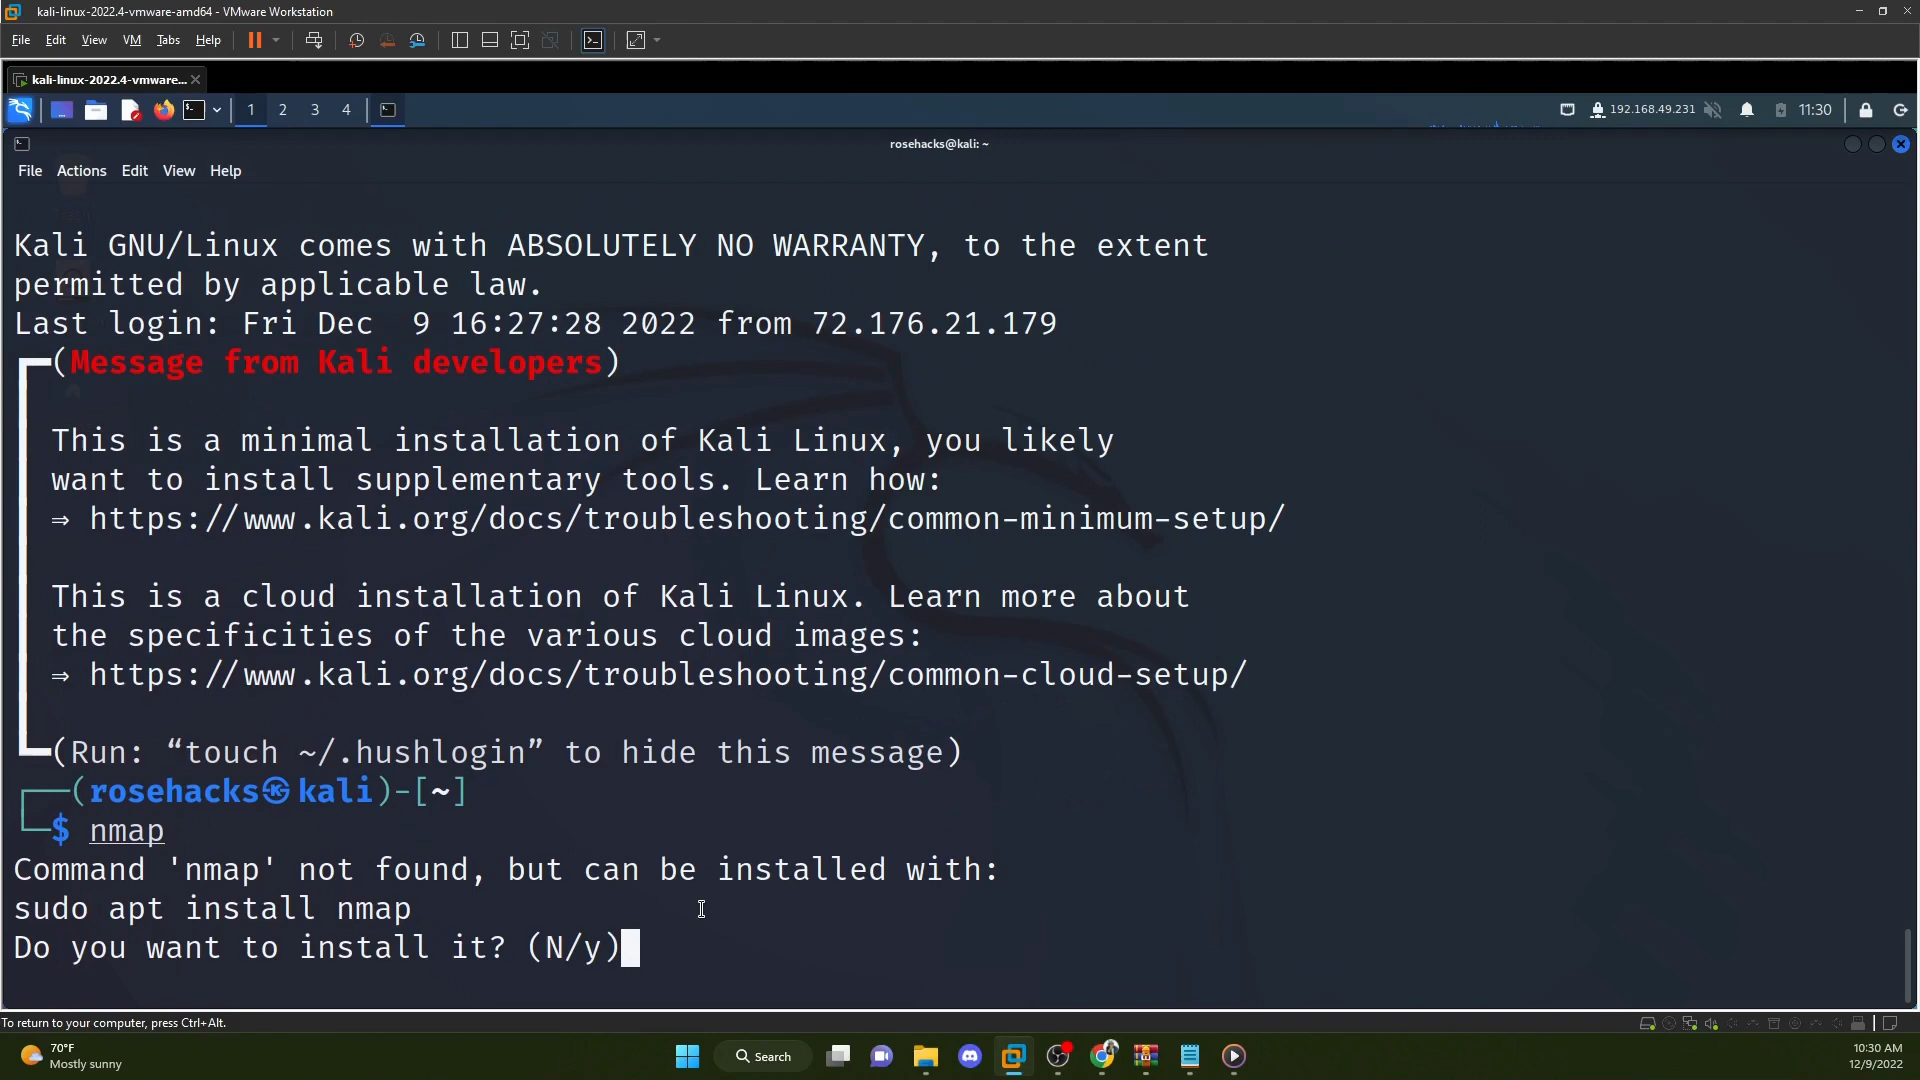 kali-linux-2022.4-vmware-amd64 - VMware Workstation
File Edit View VM Tabs Help
kali-linux-2022.4-vmware...
1 2 3 4 192.168.49.231 11:30
rosehacks@kali: ~
File Actions Edit View Help
Kali GNU/Linux comes with ABSOLUTELY NO WARRANTY, to the extent
permitted by applicable law.
Last login: Fri Dec  9 16:27:28 2022 from 72.176.21.179
┏━(Message from Kali developers)
┃
┃ This is a minimal installation of Kali Linux, you likely
┃ want to install supplementary tools. Learn how:
┃ ⇒ https://www.kali.org/docs/troubleshooting/common-minimum-setup/
┃
┃ This is a cloud installation of Kali Linux. Learn more about
┃ the specificities of the various cloud images:
┃ ⇒ https://www.kali.org/docs/troubleshooting/common-cloud-setup/
┃
┗━(Run: “touch ~/.hushlogin” to hide this message)
┌──(rosehacks㉿kali)-[~]
└─$ nmap
Command 'nmap' not found, but can be installed with:
sudo apt install nmap
Do you want to install it? (N/y)
To return to your computer, press Ctrl+Alt.
70°F
Mostly sunny
Search
10:30 AM
12/9/2022